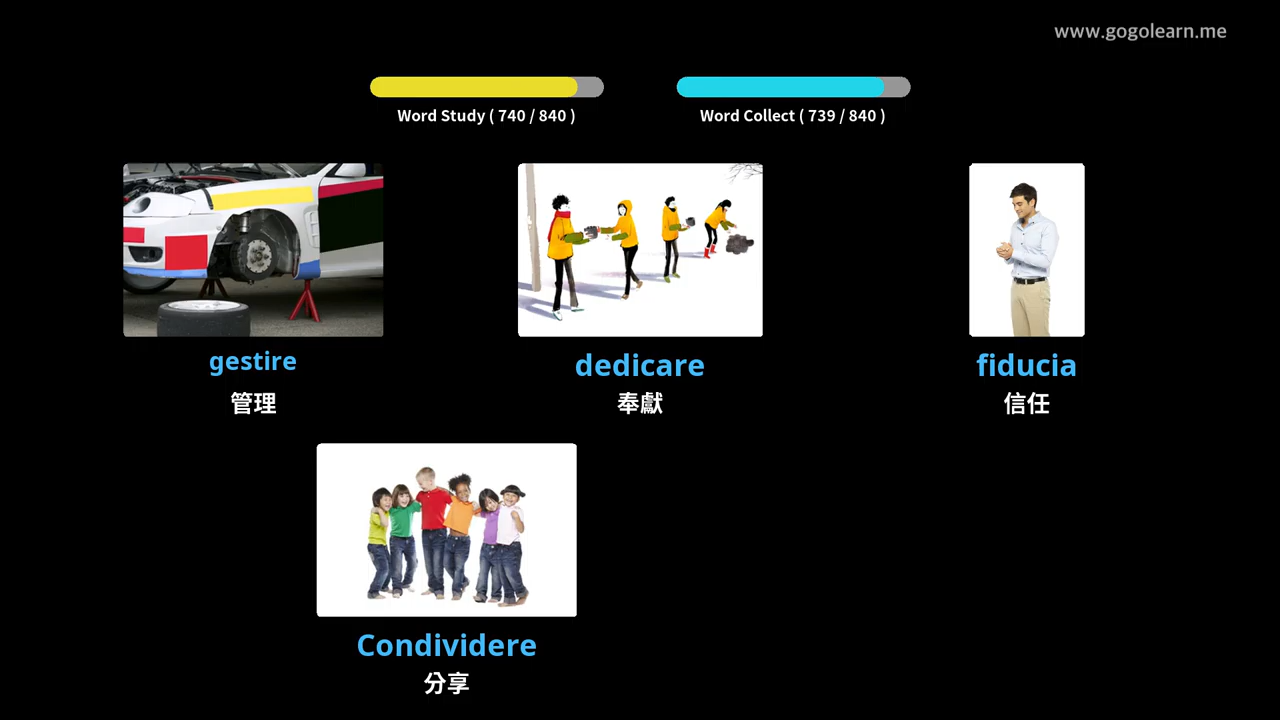 www.gogolearn.me
Word Study ( 740 / 840 )
Word Collect ( 739 / 840 )
gestire
管理
dedicare
奉獻
fiducia
信任
Condividere
分享